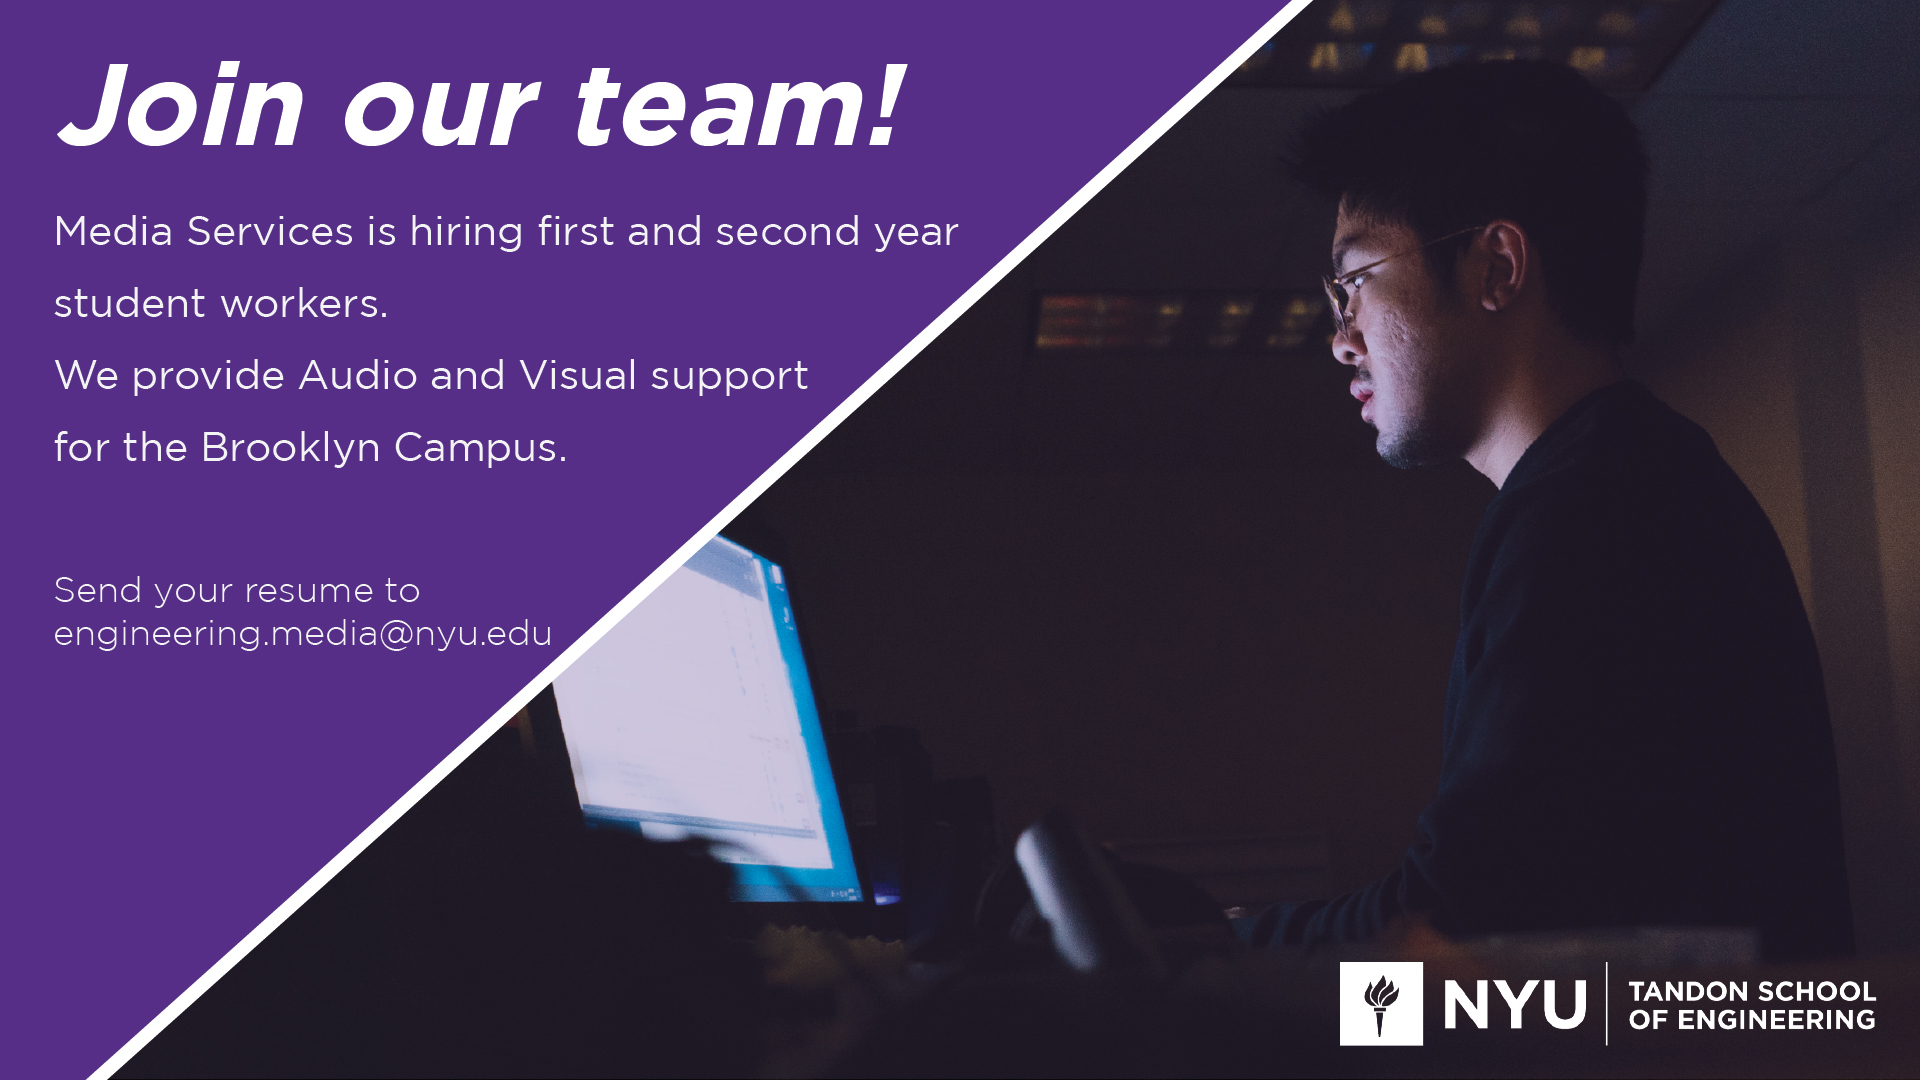 Join our team!
Media Services is hiring first and second year
student workers.
We provide Audio and Visual support
for the Brooklyn Campus.
Send your resume to
engineering.media@nyu.edu
NYU
TANDON SCHOOL
OF ENGINEERING